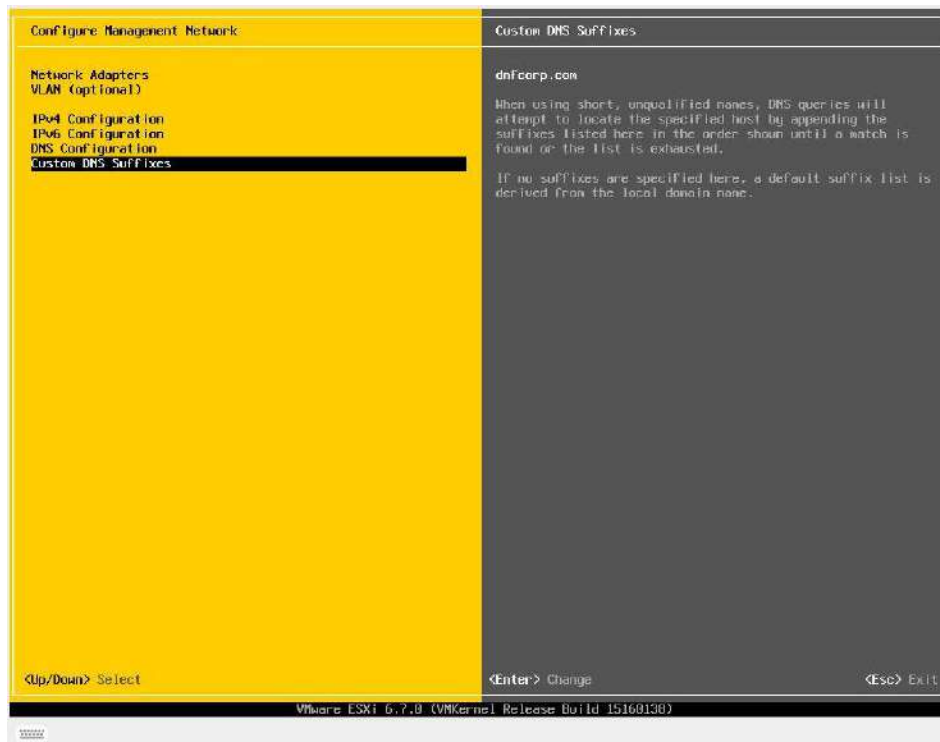 Configure Management Network
Network Adapters
VLAN (optional)
IPv4 Configuration
IPv6 Configuration
DNS Configuration
Custom DNS Suffixes
<Up/Down> Select
Custom DNS Suffixes
dnfcorp.com
When using short, unqualified names, DNS queries will
attempt to locate the specified host by appending the
suffixes listed here in the order shown until a match is
found or the list is exhausted.
If no suffixes are specified here, a default suffix list is
derived from the local domain name.
<Enter> Change
<Esc> Exit
VMware ESXi 6.7.0 (VMKernel Release Build 15160138)